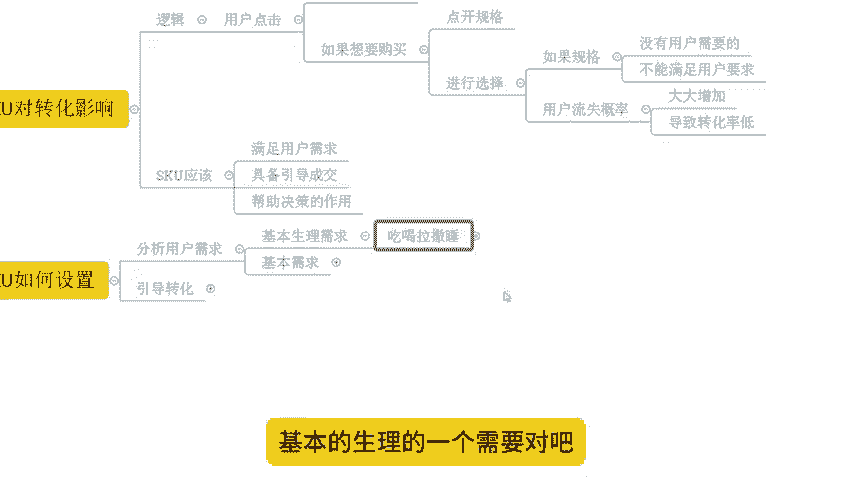 逻辑
用户点击
如果想要购买
点开规格
进行选择
如果规格
没有用户需要的
不能满足用户要求
用户流失概率
大大增加
导致转化率低
KU对转化影响
SKU应该
满足用户需求
具备引导成交
帮助决策的作用
KU如何设置
分析用户需求
基本生理需求
吃喝拉撒睡
基本需求
引导转化
基本的生理的一个需要对吧